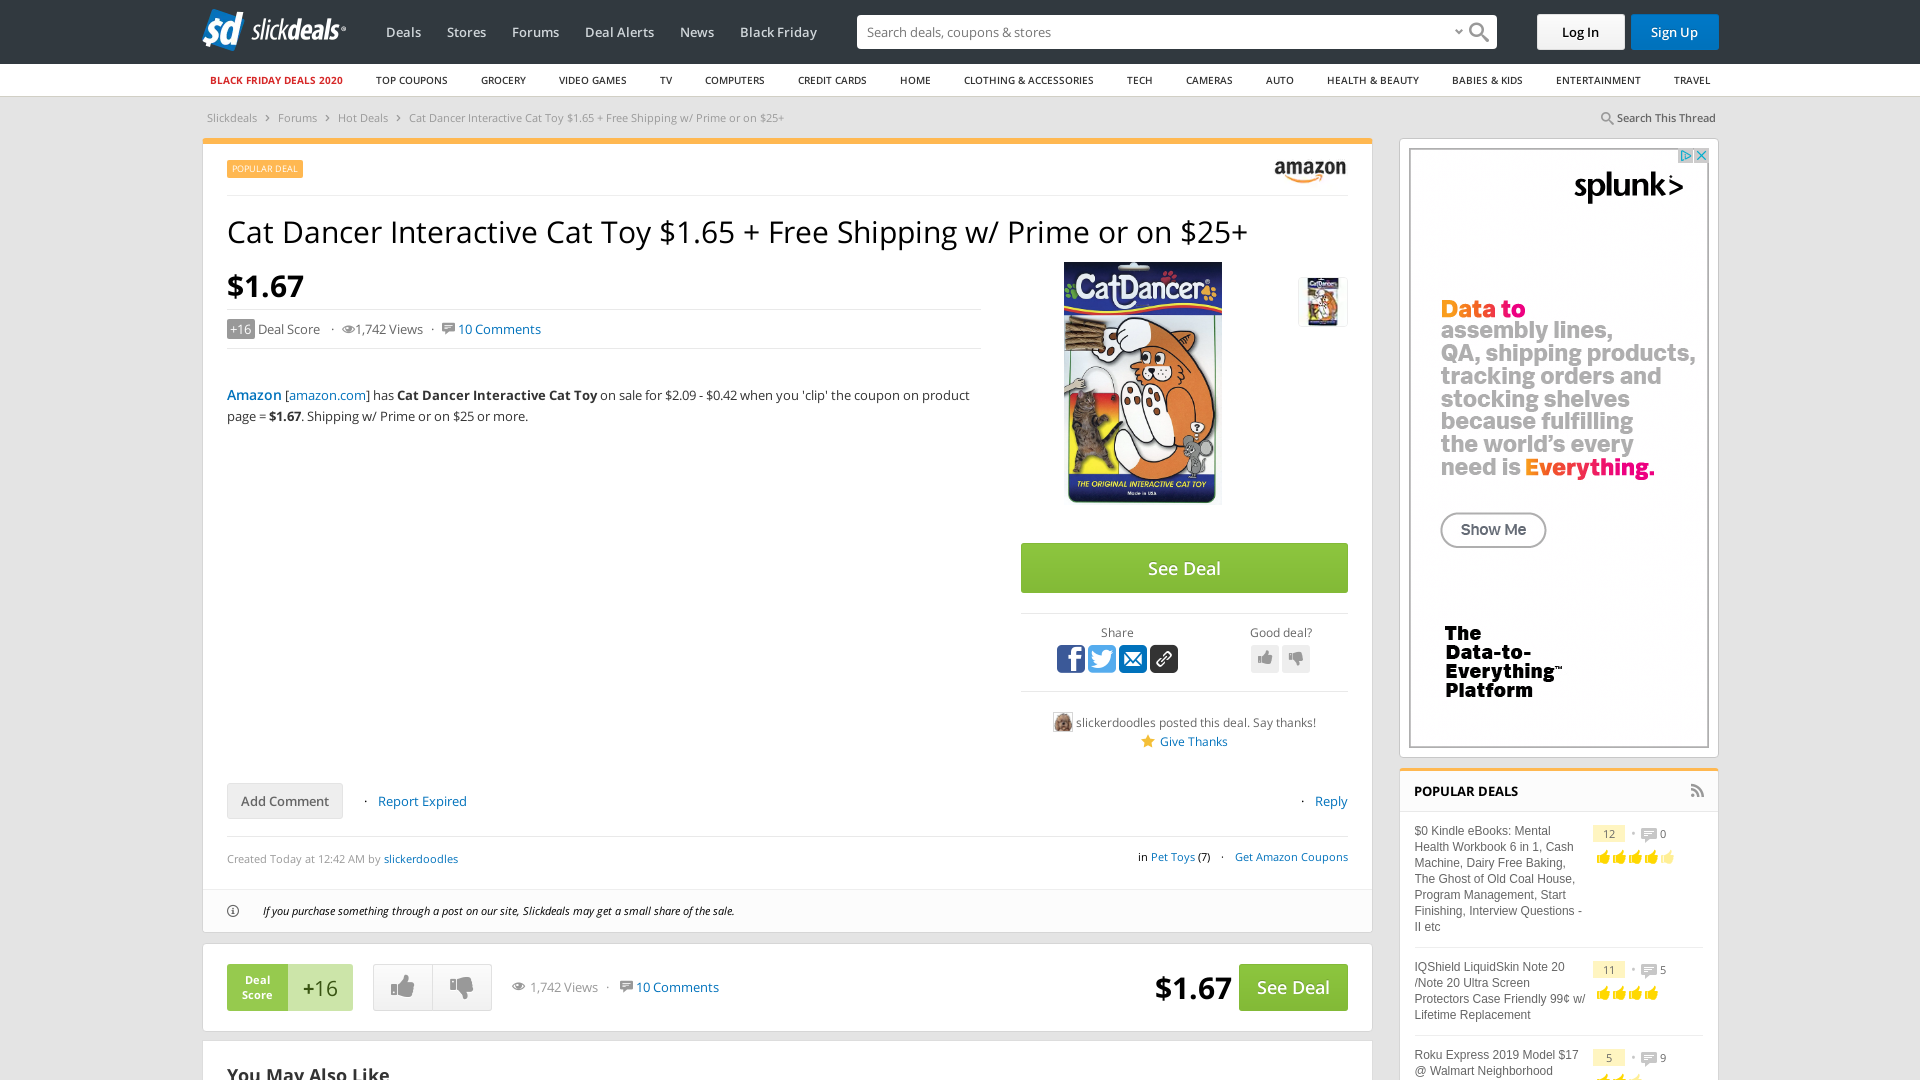 slickdeals
Deals Stores Forums Deal Alerts News Black Friday
Search deals, coupons & shops
Log In
Sign Up
BLACK FRIDAY DEALS 2020 TOP COUPONS GROCERY VIDEO GAMES TV COMPUTERS CREDIT CARDS HOME CLOTHING & ACCESSORIES TECH CAMERAS AUTO HEALTH & BEAUTY BABIES & KIDS ENTERTAINMENT TRAVEL
Slickdeals › Forums › Hot Deals › Cat Dancer Interactive Cat Toy $1.65 + Free Shipping w/ Prime or on $25+
Search This Thread
POPULAR DEAL
amazon
Cat Dancer Interactive Cat Toy $1.65 + Free Shipping w/ Prime or on $25+
$1.67
+16 Deal Score · 1,742 Views · 10 Comments
Amazon [amazon.com] has Cat Dancer Interactive Cat Toy on sale for $2.09 - $0.42 when you 'clip' the coupon on product
page = $1.67. Shipping w/ Prime or on $25 or more.
CatDancer
?
THE ORIGINAL INTERACTIVE CAT TOY
Made in USA
CatDancer
See Deal
Share
Good deal?
slickerdoodles posted this deal. Say thanks!
Give Thanks
Add Comment · Report Expired
· Reply
Created Today at 12:42 AM by slickerdoodles
in Pet Toys (7) · Get Amazon Coupons
If you purchase something through a post on our site, Slickdeals may get a small share of the sale.
Deal
Score
+16
1,742 Views · 10 Comments
$1.67
See Deal
You May Also Like
splunk>
Data to
assembly lines,
QA, shipping products,
tracking orders and
stocking shelves
because fulfilling
the world's every
need is Everything.
Show Me
The
Data-to-
Everything™
Platform
POPULAR DEALS
$0 Kindle eBooks: Mental
Health Workbook 6 in 1, Cash
Machine, Dairy Free Baking,
The Ghost of Old Coal House,
Program Management, Start
Finishing, Interview Questions -
II etc
12 • 0
IQShield LiquidSkin Note 20
/Note 20 Ultra Screen
Protectors Case Friendly 99¢ w/
Lifetime Replacement
11 • 5
Roku Express 2019 Model $17
@ Walmart Neighborhood
5 • 9